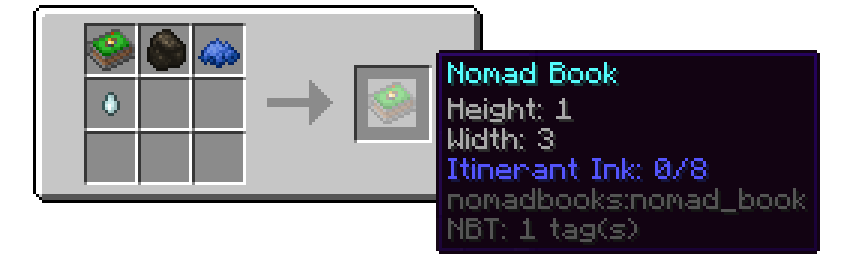 Nomad Book
Height: 1
Width: 3
Itinerant Ink: 0/8
nomadbooks:nomad_book
NBT: 1 tag(s)